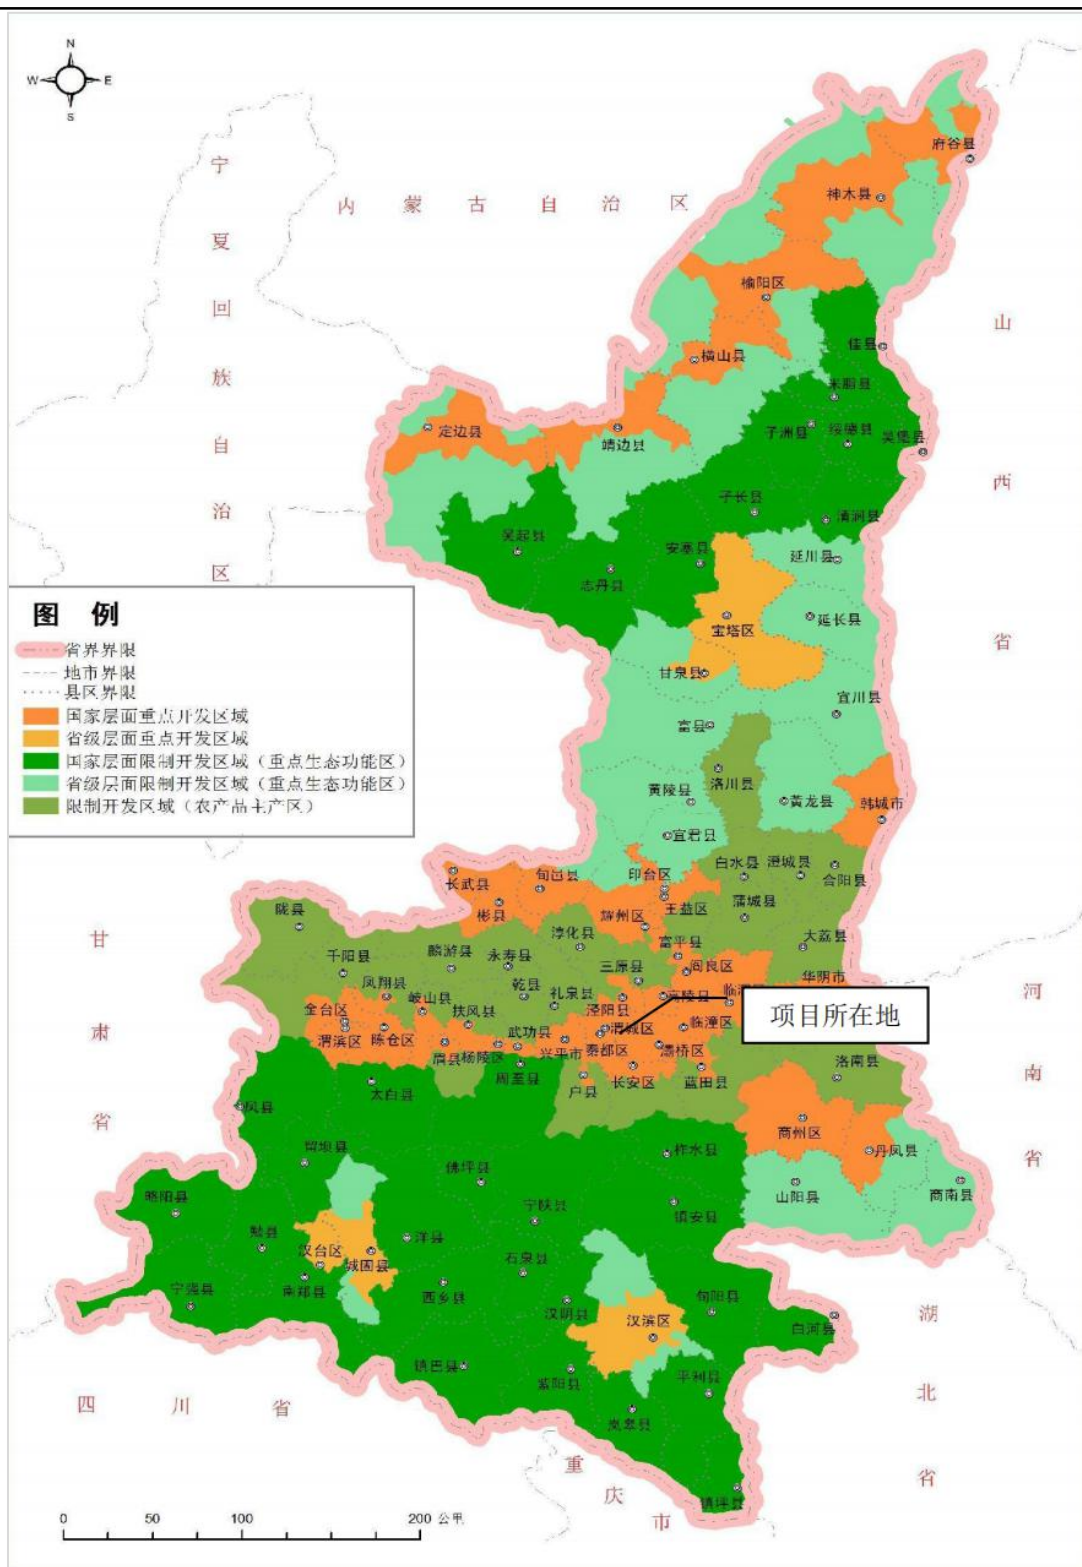 N
W E
S
宁夏回族自治区
内蒙古自治区
山西省
府谷县
神木县
榆阳区
横山县
佳县
米脂县
子洲县
绥德县
吴堡县
定边县
靖边县
子长县
清涧县
吴起县
安塞县
志丹县
延川县
宝塔区
延长县
甘泉县
宜川县
富县
洛川县
黄陵县
黄龙县
韩城市
宜君县
图 例
省界界限
地市界限
县区界限
国家层面重点开发区域
省级层面重点开发区域
国家层面限制开发区域（重点生态功能区）
省级层面限制开发区域（重点生态功能区）
限制开发区域（农产品主产区）
白水县
澄城县
合阳县
长武县
旬邑县
印台区
彬县
王益区
蒲城县
耀州区
陇县
淳化县
富平县
大荔县
千阳县
麟游县
永寿县
三原县
阎良区
华阴市
凤翔县
岐山县
乾县
礼泉县
泾阳县
高陵县
金台区
扶风县
渭滨区
陈仓区
武功县
渭城区
临潼区
项目所在地
眉县
杨陵区
兴平市
秦都区
灞桥区
周至县
户县
长安区
蓝田县
洛南县
太白县
凤县
商州区
丹凤县
留坝县
佛坪县
柞水县
山阳县
商南县
略阳县
宁陕县
镇安县
勉县
汉台区
城固县
洋县
石泉县
宁强县
南郑县
西乡县
汉阴县
旬阳县
汉滨区
白河县
镇巴县
紫阳县
平利县
岚皋县
镇坪县
甘肃省
河南省
湖北省
四川省
重庆市
0 50 100 200 公里